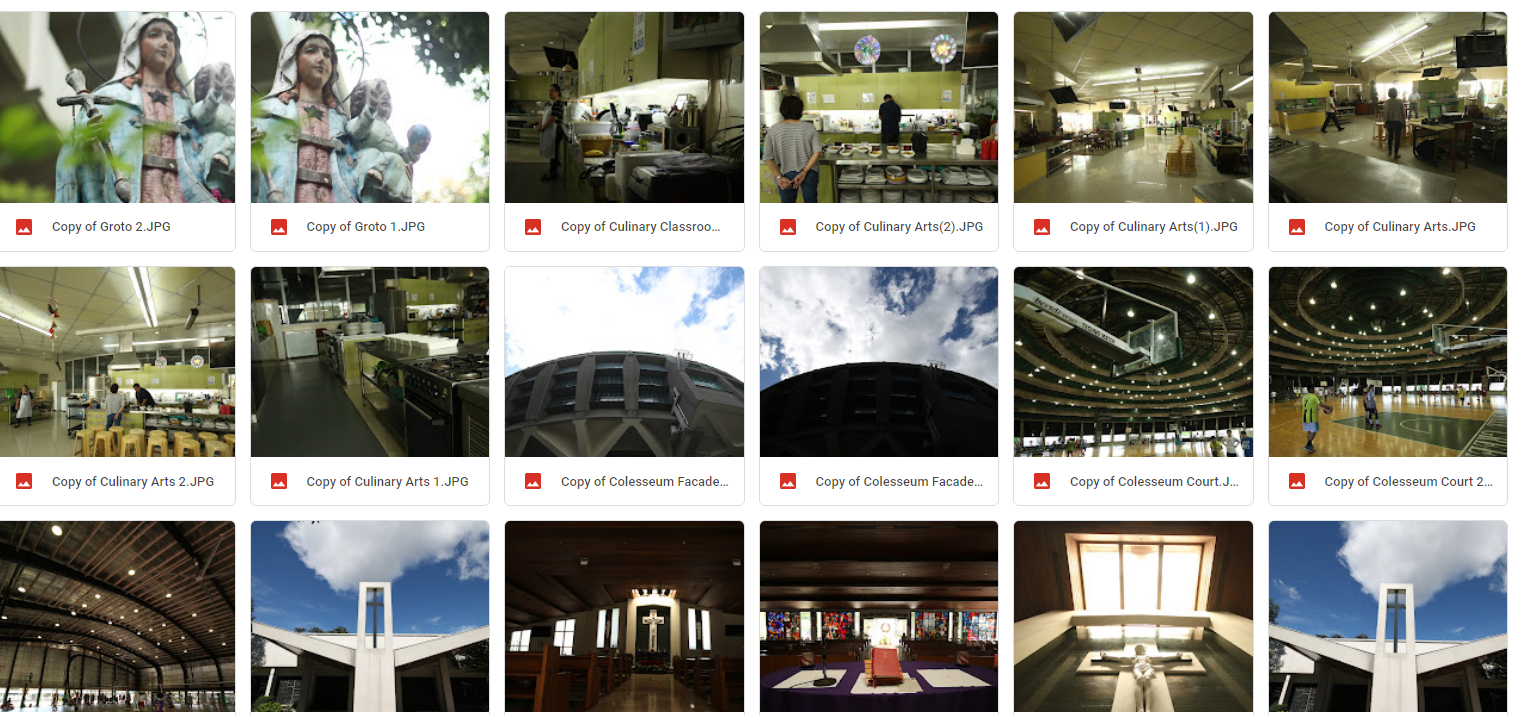 Copy of Groto 2.JPG
Copy of Groto 1.JPG
Copy of Culinary Classroo...
Copy of Culinary Arts(2).JPG
Copy of Culinary Arts(1).JPG
Copy of Culinary Arts.JPG
Copy of Culinary Arts 2.JPG
Copy of Culinary Arts 1.JPG
Copy of Colesseum Facade...
Copy of Colesseum Facade...
Copy of Colesseum Court.J...
Copy of Colesseum Court 2...